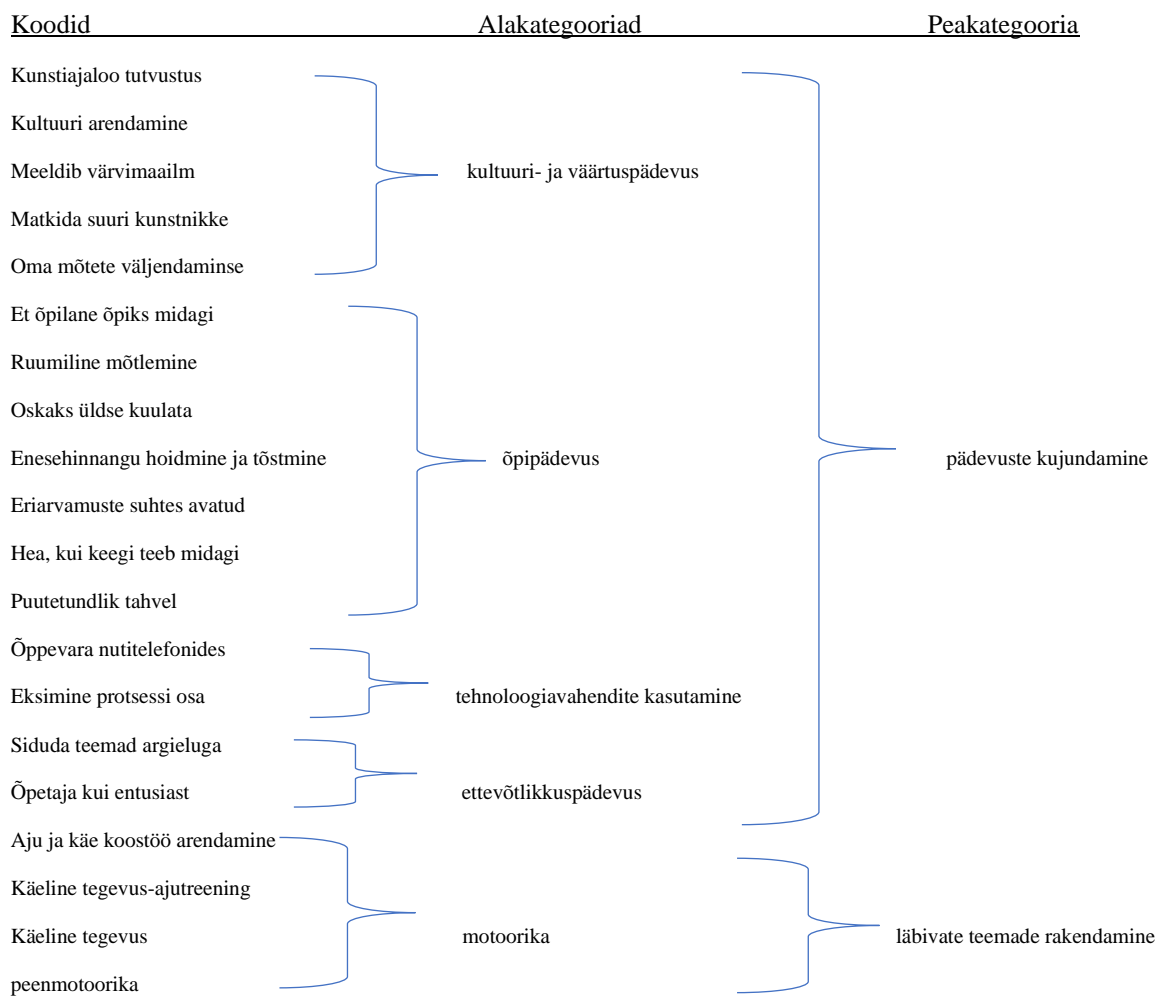 Koodid Alakategooriad Peakategooria
Kunstiajaloo tutvustus
Kultuuri arendamine
Meeldib värvimaailm kultuuri- ja väärtuspädevus
Matkida suuri kunstnikke
Oma mõtete väljendaminse
Et õpilane õpiks midagi
Ruumiline mõtlemine
Oskaks üldse kuulata
Enesehinnangu hoidmine ja tõstmine õpipädevus pädevuste kujundamine
Eriarvamuste suhtes avatud
Hea, kui keegi teeb midagi
Puutetundlik tahvel
Õppevara nutitelefonides
Eksimine protsessi osa tehnoloogiavahendite kasutamine
Siduda teemad argieluga
Õpetaja kui entusiast ettevõtlikkuspädevus
Aju ja käe koostöö arendamine
Käeline tegevus-ajutreening
Käeline tegevus motoorika läbivate teemade rakendamine
peenmotoorika